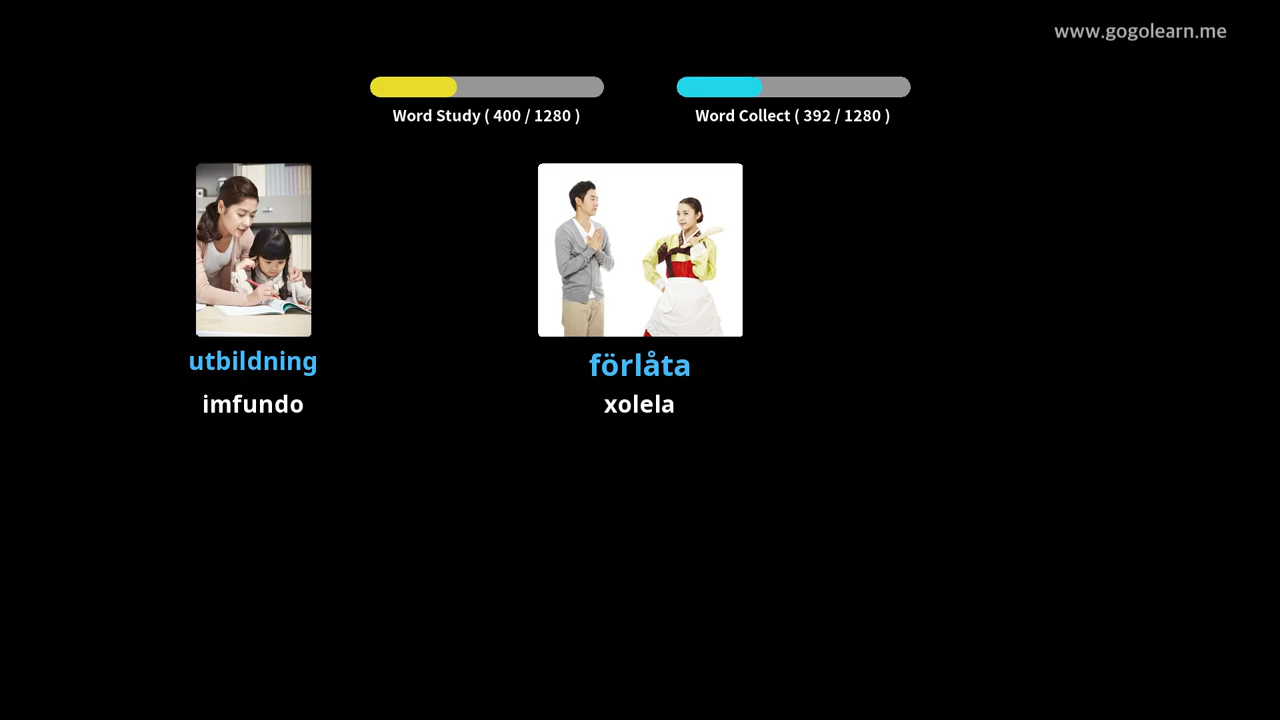 www.gogolearn.me
Word Study ( 400 / 1280 )
Word Collect ( 392 / 1280 )
utbildning
imfundo
förlåta
xolela